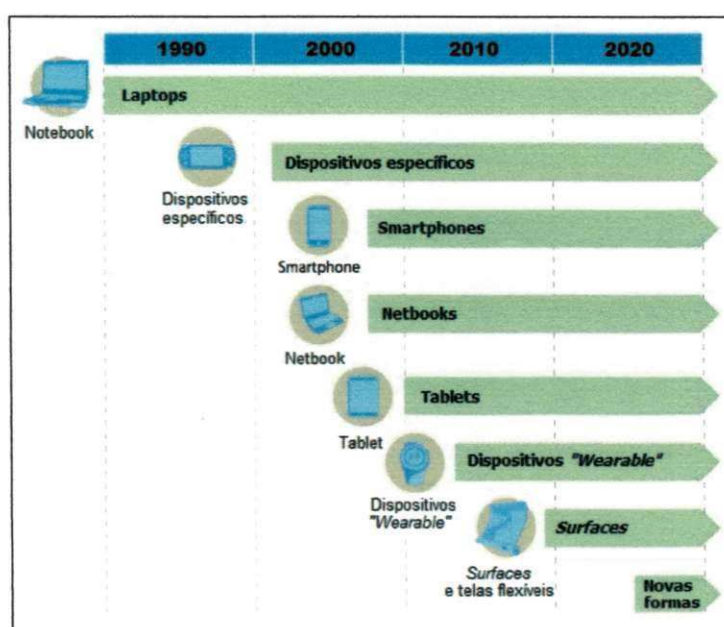 1990 2000 2010 2020
Laptops
Notebook
Dispositivos específicos
Dispositivos
específicos
Smartphones
Smartphone
Netbooks
Netbook
Tablets
Tablet
Dispositivos "Wearable"
Dispositivos
"Wearable"
Surfaces
Surfaces
e telas flexíveis
Novas
formas